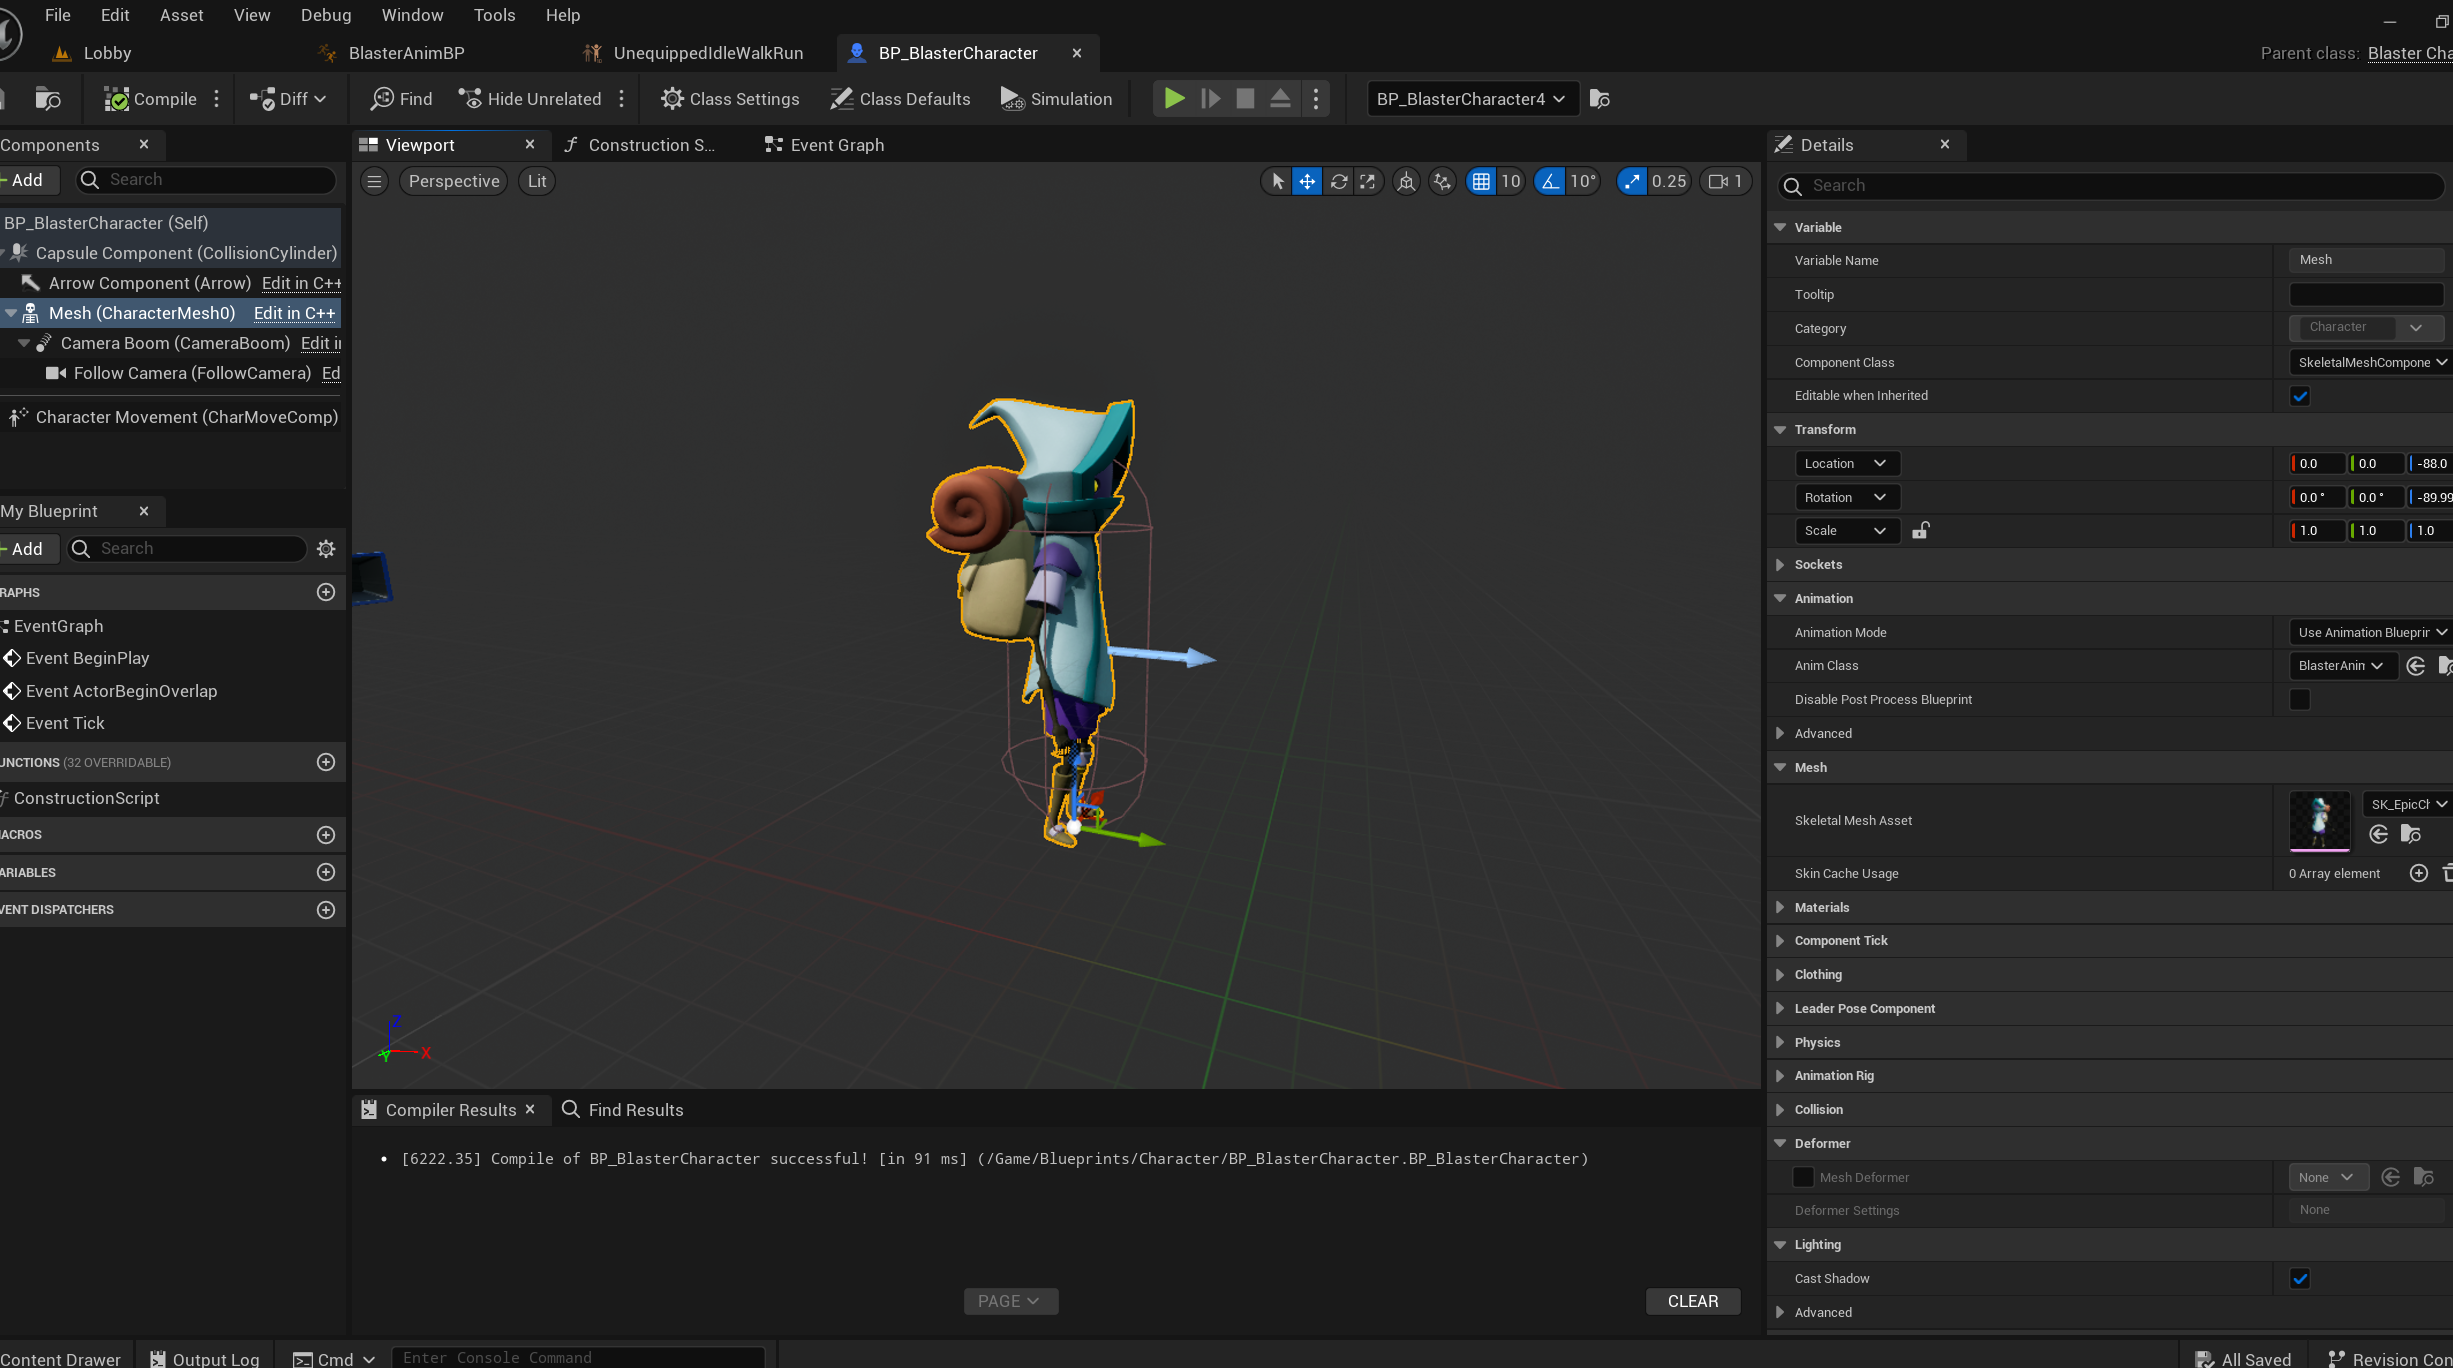 File Edit Asset View Debug Window Tools Help
Lobby BlasterAnimBP UnequippedIdleWalkRun BP_BlasterCharacter Parent class: Blaster Cha
Compile Diff Find Hide Unrelated Class Settings Class Defaults Simulation BP_BlasterCharacter4
Components
Add Search
BP_BlasterCharacter (Self)
Capsule Component (CollisionCylinder)
Arrow Component (Arrow) Edit in C++
Mesh (CharacterMesh0) Edit in C++
Camera Boom (CameraBoom) Edit i
Follow Camera (FollowCamera) Ed
Character Movement (CharMoveComp)
My Blueprint
Add Search
RAPHS
EventGraph
Event BeginPlay
Event ActorBeginOverlap
Event Tick
UNCTIONS (32 OVERRIDABLE)
ConstructionScript
IACROS
ARIABLES
VENT DISPATCHERS
Viewport Construction S... Event Graph
Perspective Lit 10 10° 0.25 1
Z
Y X
Compiler Results Find Results
• [6222.35] Compile of BP_BlasterCharacter successful! [in 91 ms] (/Game/Blueprints/Character/BP_BlasterCharacter.BP_BlasterCharacter)
PAGE CLEAR
Details
Search
Variable
Variable Name Mesh
Tooltip
Category Character
Component Class SkeletalMeshCompone
Editable when Inherited
Transform
Location 0.0 0.0 -88.0
Rotation 0.0 ° 0.0 ° -89.99
Scale 1.0 1.0 1.0
Sockets
Animation
Animation Mode Use Animation Blueprir
Anim Class BlasterAnin
Disable Post Process Blueprint
Advanced
Mesh
Skeletal Mesh Asset SK_EpicCh
Skin Cache Usage 0 Array element
Materials
Component Tick
Clothing
Leader Pose Component
Physics
Animation Rig
Collision
Deformer
Mesh Deformer None
Deformer Settings None
Lighting
Cast Shadow
Advanced
Content Drawer Output Log Cmd Enter Console Command All Saved Revision Con